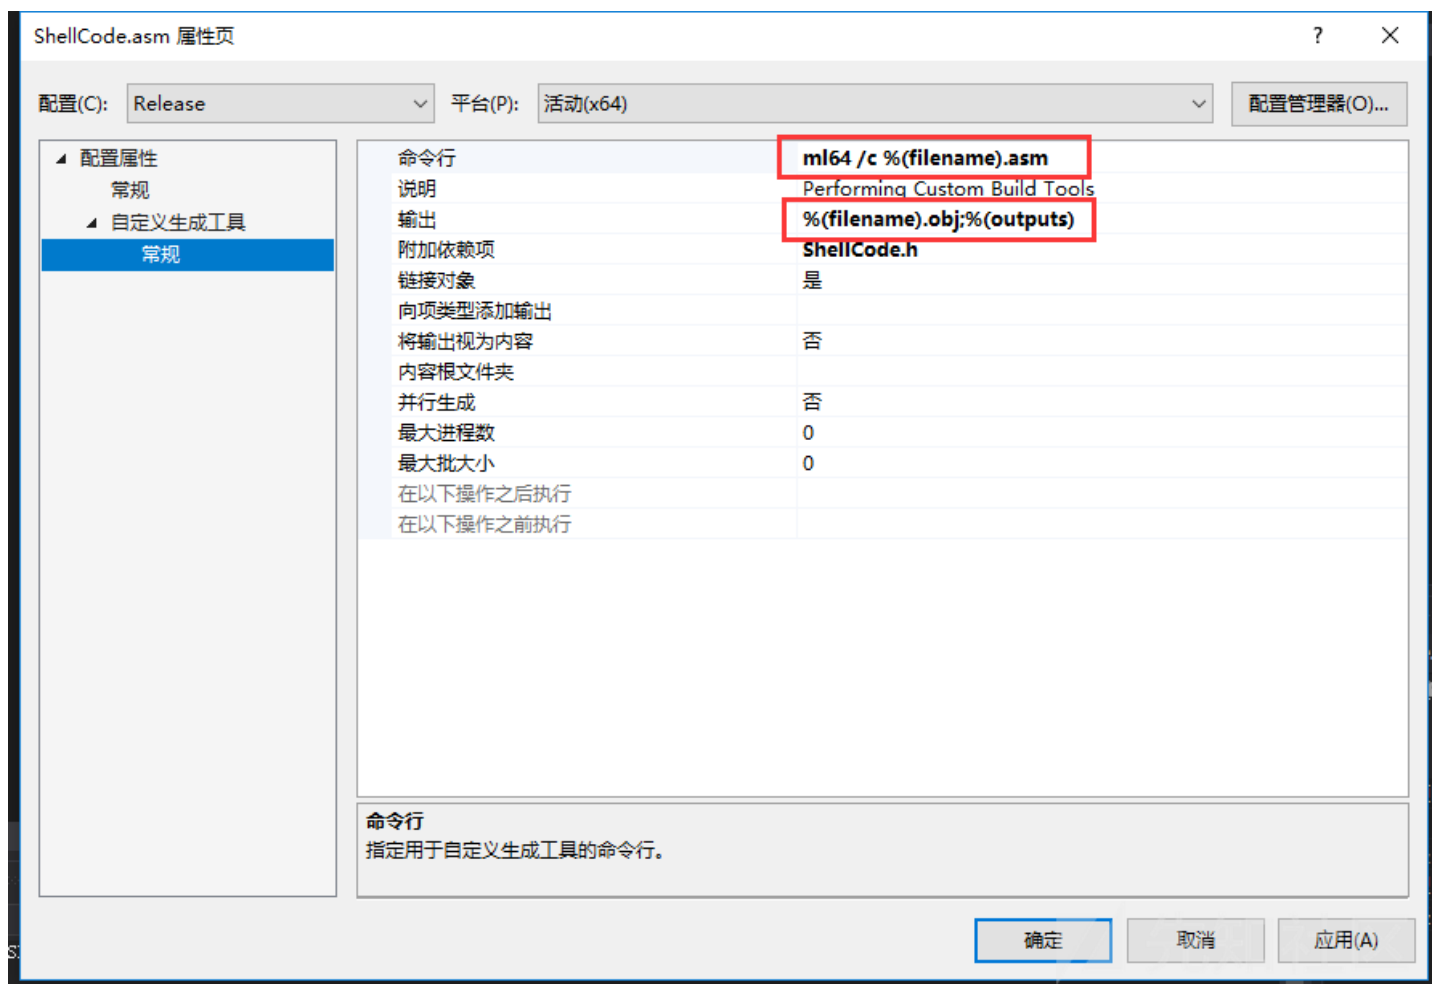 ShellCode.asm 属性页
配置(C): Release 平台(P): 活动(x64) 配置管理器(O)...
配置属性
常规
自定义生成工具
常规
命令行 ml64 /c %(filename).asm
说明 Performing Custom Build Tools
输出 %(filename).obj;%(outputs)
附加依赖项 ShellCode.h
链接对象 是
向项类型添加输出
将输出视为内容 否
内容根文件夹
并行生成 否
最大进程数 0
最大批大小 0
在以下操作之后执行
在以下操作之前执行
命令行
指定用于自定义生成工具的命令行。
确定 取消 应用(A)